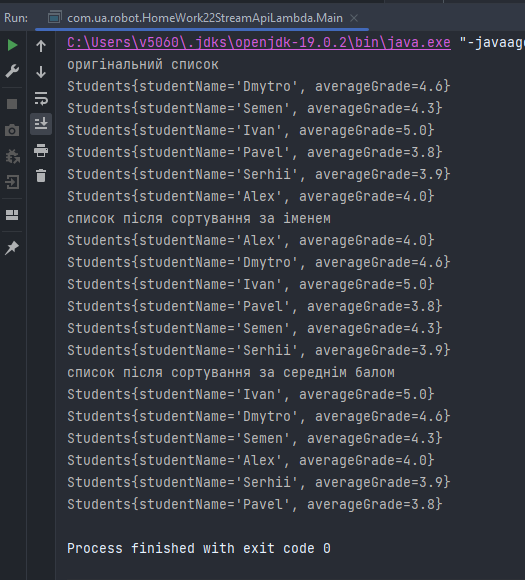 Run: com.ua.robot.HomeWork22StreamApiLambda.Main
C:\Users\v5060\.jdks\openjdk-19.0.2\bin\java.exe "-javaage
оригінальний список
Students{studentName='Dmytro', averageGrade=4.6}
Students{studentName='Semen', averageGrade=4.3}
Students{studentName='Ivan', averageGrade=5.0}
Students{studentName='Pavel', averageGrade=3.8}
Students{studentName='Serhii', averageGrade=3.9}
Students{studentName='Alex', averageGrade=4.0}
список після сортування за іменем
Students{studentName='Alex', averageGrade=4.0}
Students{studentName='Dmytro', averageGrade=4.6}
Students{studentName='Ivan', averageGrade=5.0}
Students{studentName='Pavel', averageGrade=3.8}
Students{studentName='Semen', averageGrade=4.3}
Students{studentName='Serhii', averageGrade=3.9}
список після сортування за середнім балом
Students{studentName='Ivan', averageGrade=5.0}
Students{studentName='Dmytro', averageGrade=4.6}
Students{studentName='Semen', averageGrade=4.3}
Students{studentName='Alex', averageGrade=4.0}
Students{studentName='Serhii', averageGrade=3.9}
Students{studentName='Pavel', averageGrade=3.8}
Process finished with exit code 0